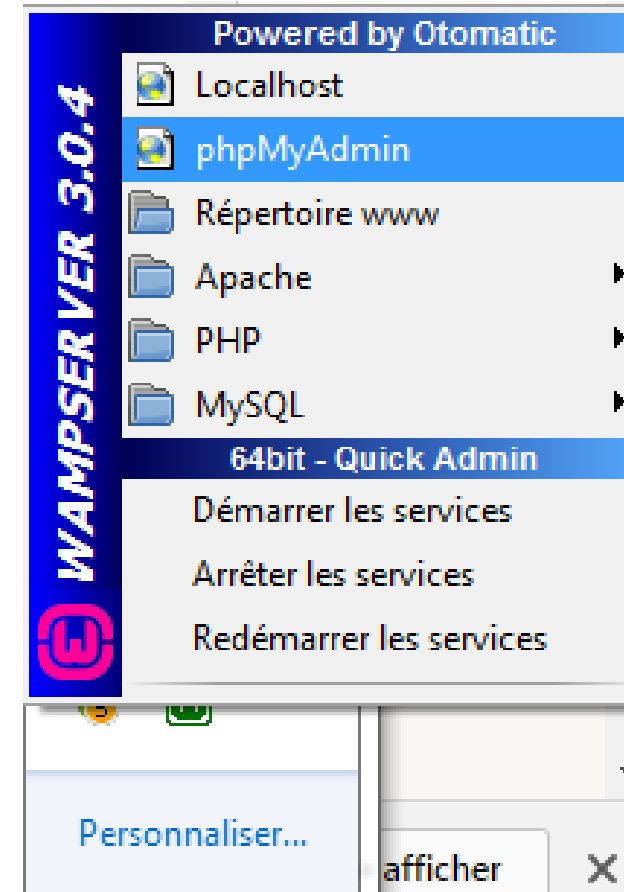 Powered by Otomatic
Localhost
phpMyAdmin
Répertoire www
Apache
PHP
MySQL
64bit - Quick Admin
Démarrer les services
Arrêter les services
Redémarrer les services
WAMPSERVER 3.0.4
Personnaliser...
afficher